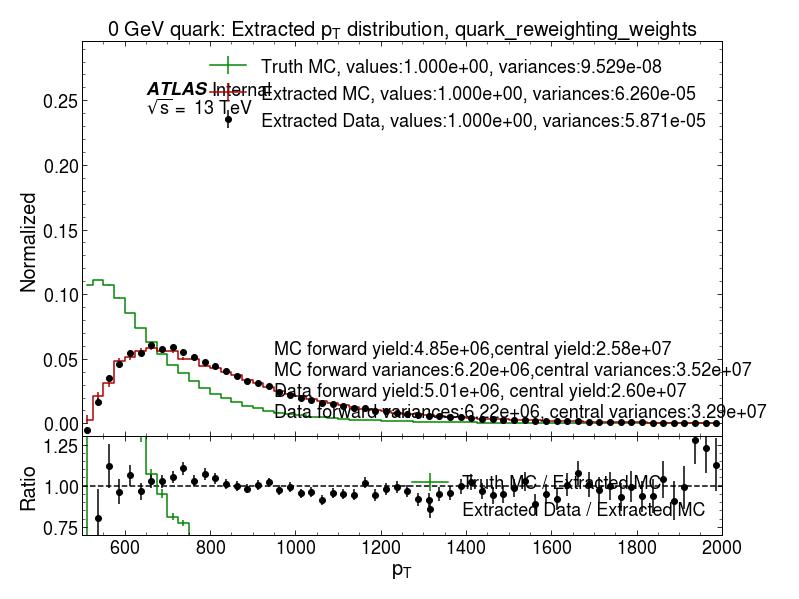 0 GeV quark: Extracted pT distribution, quark_reweighting_weights
Truth MC, values:1.000e+00, variances:9.529e-08
ATLAS Internal
Extracted MC, values:1.000e+00, variances:6.260e-05
√s = 13 TeV
Extracted Data, values:1.000e+00, variances:5.871e-05
Normalized
0.25
0.20
0.15
0.10
0.05
0.00
MC forward yield:4.85e+06,central yield:2.58e+07
MC forward variances:6.20e+06,central variances:3.52e+07
Data forward yield:5.01e+06, central yield:2.60e+07
Data forward variances:6.22e+06, central variances:3.29e+07
Ratio
1.25
1.00
0.75
Truth MC / Extracted MC
Extracted Data / Extracted MC
600 800 1000 1200 1400 1600 1800 2000
pT